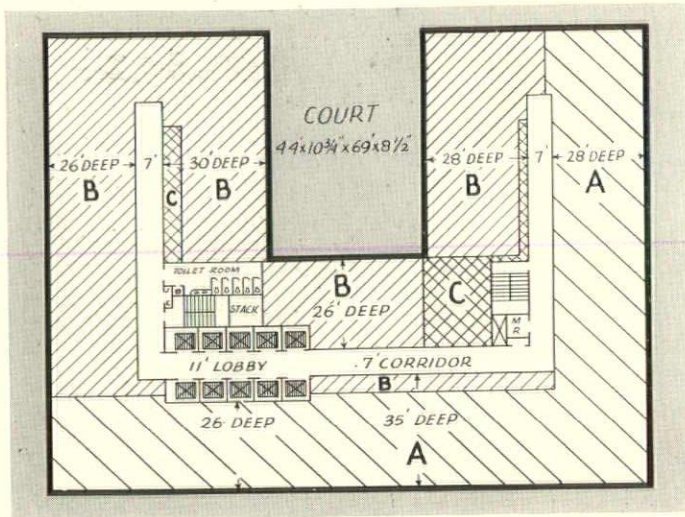 COURT
44'x10¾"x69'x8½"
26' DEEP
7'
30' DEEP
28' DEEP
7'
28' DEEP
B
C
B
B
A
TOILET ROOM
STACK
B
26' DEEP
C
M
R
11' LOBBY
7' CORRIDOR
B
26' DEEP
35' DEEP
A